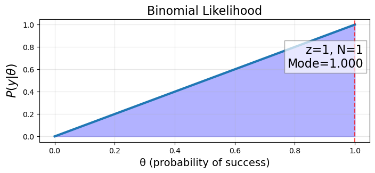 Binomial Likelihood
1.0
0.8
0.6
0.4
0.2
0.0
P(y|θ)
z=1, N=1
Mode=1.000
0.0 0.2 0.4 0.6 0.8 1.0
θ (probability of success)